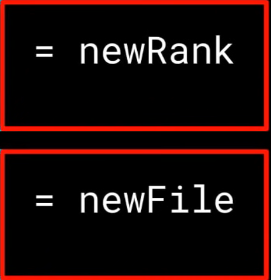 = newRank
= newFile